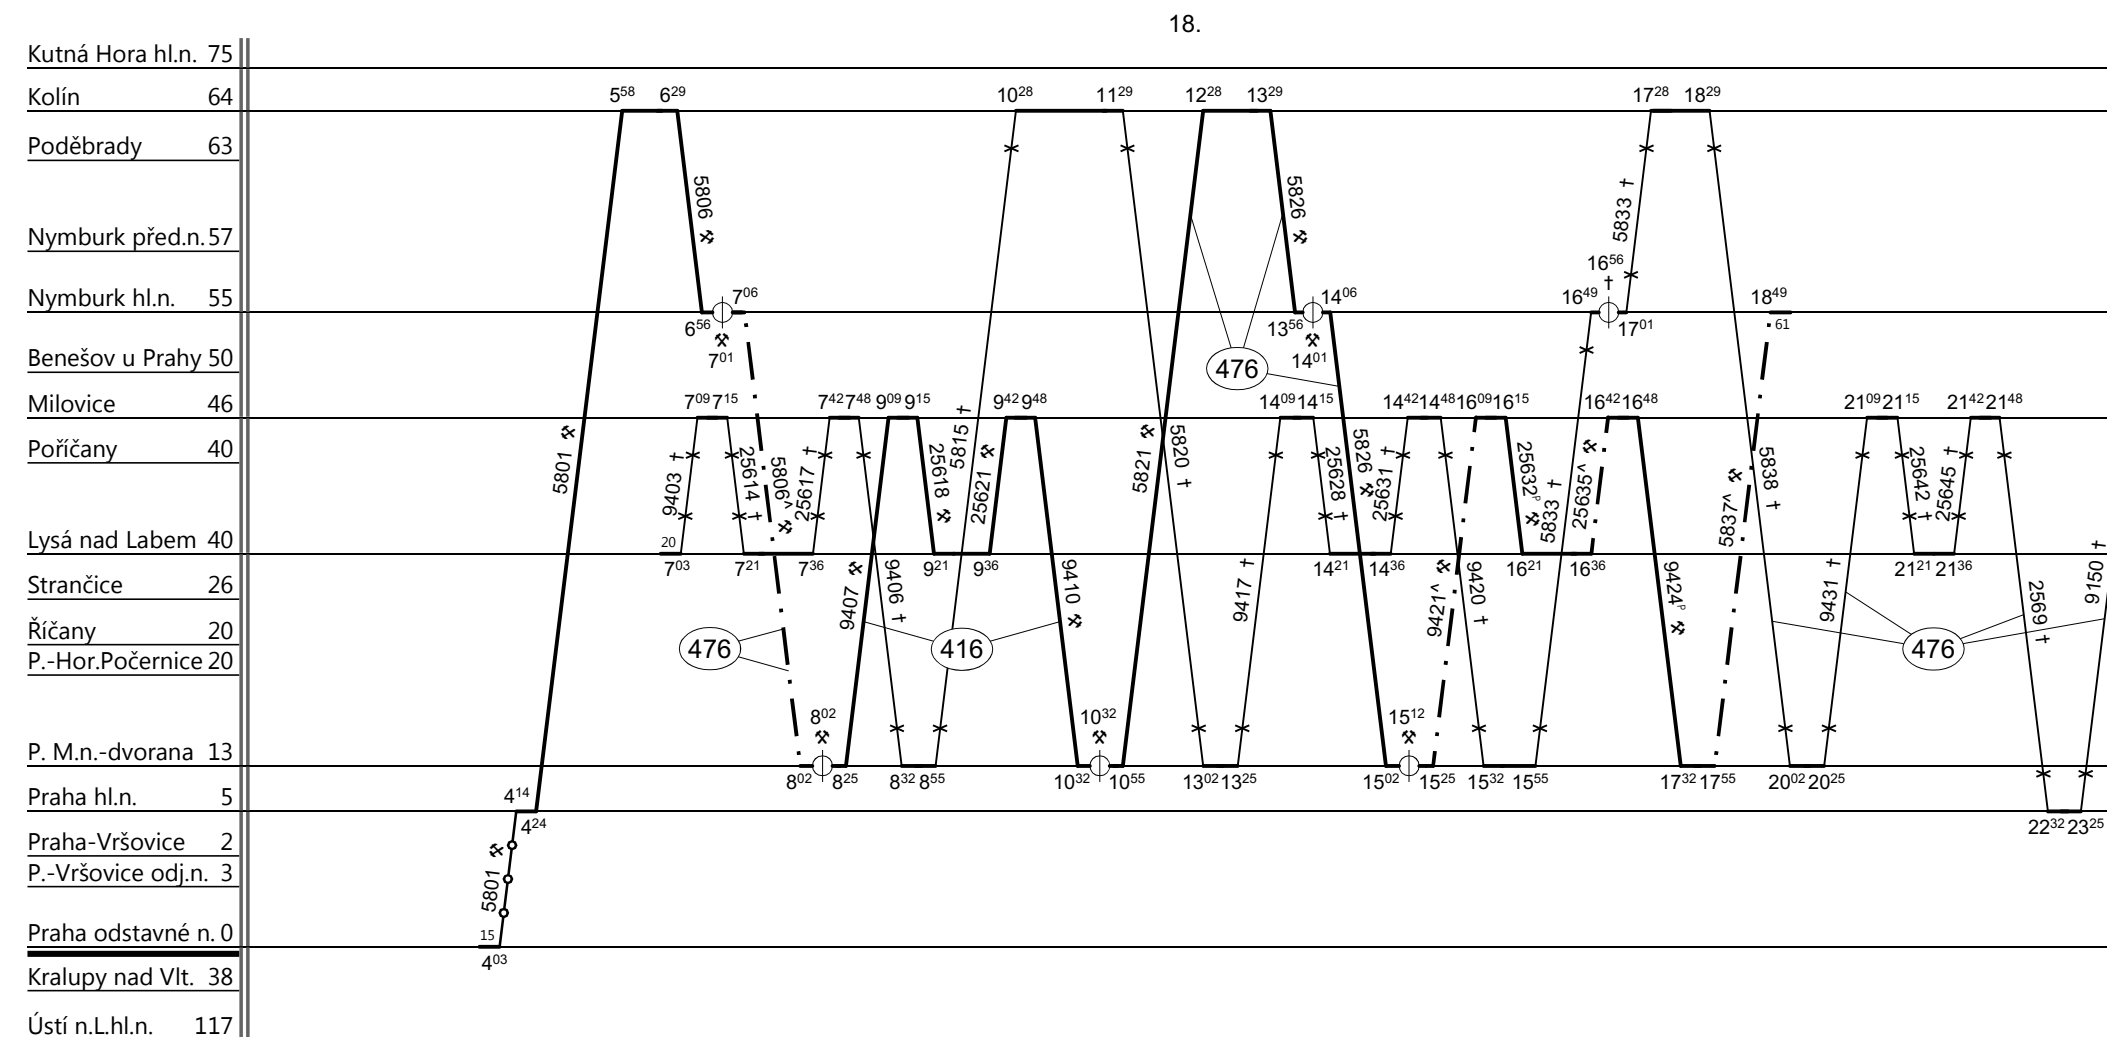 18.
Kutná Hora hl.n. 75
Kolín 64
5⁵⁸ 6²⁹ 10²⁸ 11²⁹ 12²⁸ 13²⁹ 17²⁸ 18²⁹
Poděbrady 63
5806 ⚒ 5826 ⚒ 5833 †
Nymburk před.n. 57
16⁵⁶
†
Nymburk hl.n. 55
7⁰⁶ 14⁰⁶ 16⁴⁹ 18⁴⁹
6⁵⁶ 13⁵⁶ 17⁰¹ 61
⚒ ⚒
7⁰¹ 14⁰¹
Benešov u Prahy 50
476
Milovice 46
7⁰⁹ 7¹⁵ 7⁴² 7⁴⁸ 9⁰⁹ 9¹⁵ 9⁴² 9⁴⁸ 14⁰⁹ 14¹⁵ 14⁴² 14⁴⁸ 16⁰⁹ 16¹⁵ 16⁴² 16⁴⁸ 21⁰⁹ 21¹⁵ 21⁴² 21⁴⁸
Poříčany 40
5801 ⚒ 9403 † 25614 † 5806^ ⚒ 25617 † 25618 ⚒ 5815 † 25621 ⚒ 5821 ⚒ 5820 † 25628 † 5826 ⚒ 25631 † 25632ᴾ ⚒ 5833 † 25635^ ⚒ 5837^ ⚒ 5838 † 25642 † 25645 †
Lysá nad Labem 40
20
7⁰³ 7²¹ 7³⁶ 9²¹ 9³⁶ 14²¹ 14³⁶ 16²¹ 16³⁶ 21²¹ 21³⁶
Strančice 26
9407 ⚒ 9406 † 9410 ⚒ 9417 † 9421^ ⚒ 9420 † 9424ᴾ ⚒ 9431 † 2569 † 9150 †
Říčany 20
476 416 476
P.-Hor.Počernice 20
8⁰² 10³² 15¹²
⚒ ⚒ ⚒
P. M.n.-dvorana 13
8⁰² 8²⁵ 8³² 8⁵⁵ 10³² 10⁵⁵ 13⁰² 13²⁵ 15⁰² 15²⁵ 15³² 15⁵⁵ 17³² 17⁵⁵ 20⁰² 20²⁵
Praha hl.n. 5
4¹⁴
4²⁴ 22³² 23²⁵
Praha-Vršovice 2
5801 ⚒
P.-Vršovice odj.n. 3
Praha odstavné n. 0
15
4⁰³
Kralupy nad Vlt. 38
Ústí n.L.hl.n. 117